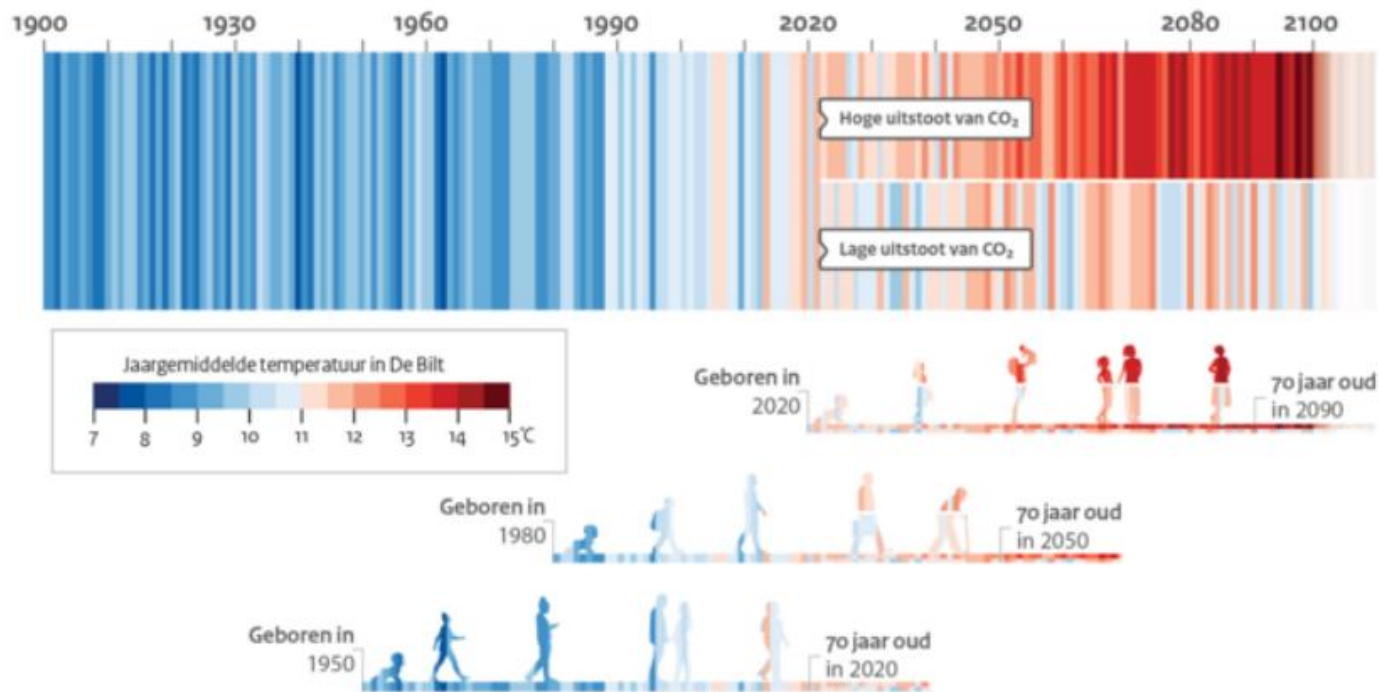 1900 1930 1960 1990 2020 2050 2080 2100
Hoge uitstoot van CO₂
Lage uitstoot van CO₂
Jaargemiddelde temperatuur in De Bilt
7 8 9 10 11 12 13 14 15°C
Geboren in
2020
70 jaar oud
in 2090
Geboren in
1980
70 jaar oud
in 2050
Geboren in
1950
70 jaar oud
in 2020